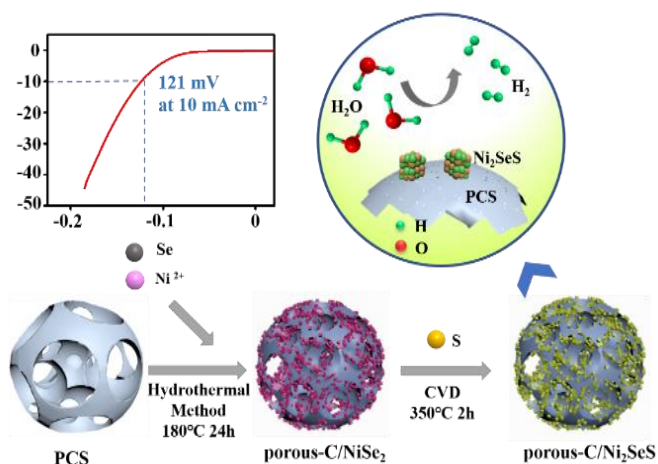 0
-10
-20
-30
-40
-50
-0.2
-0.1
0
121 mV
at 10 mA cm-2
H2O
H2
Ni2SeS
PCS
H
O
Se
Ni 2+
Hydrothermal
Method
180°C 24h
S
CVD
350°C 2h
PCS
porous-C/NiSe2
porous-C/Ni2SeS